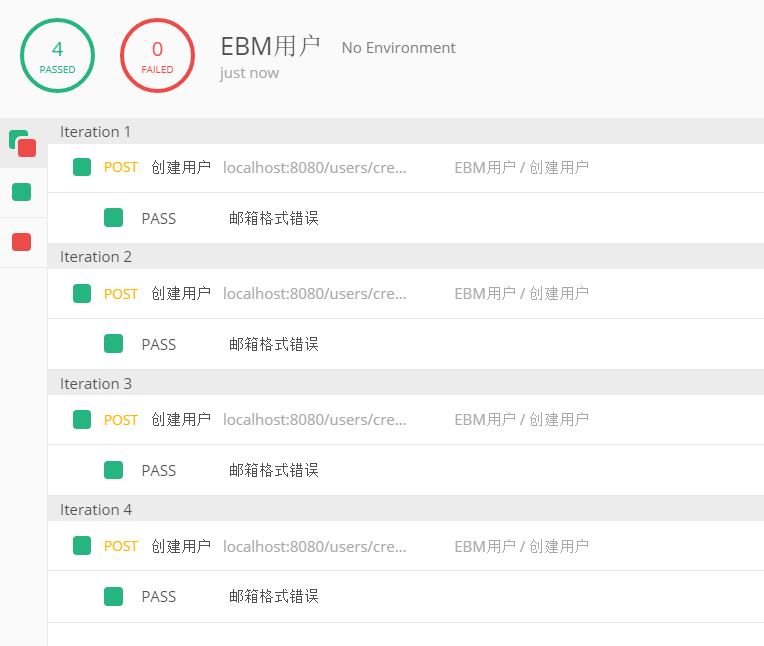 4
PASSED
0
FAILED
EBM用户 No Environment
just now
Iteration 1
POST 创建用户 localhost:8080/users/cre... EBM用户 / 创建用户
PASS 邮箱格式错误
Iteration 2
POST 创建用户 localhost:8080/users/cre... EBM用户 / 创建用户
PASS 邮箱格式错误
Iteration 3
POST 创建用户 localhost:8080/users/cre... EBM用户 / 创建用户
PASS 邮箱格式错误
Iteration 4
POST 创建用户 localhost:8080/users/cre... EBM用户 / 创建用户
PASS 邮箱格式错误